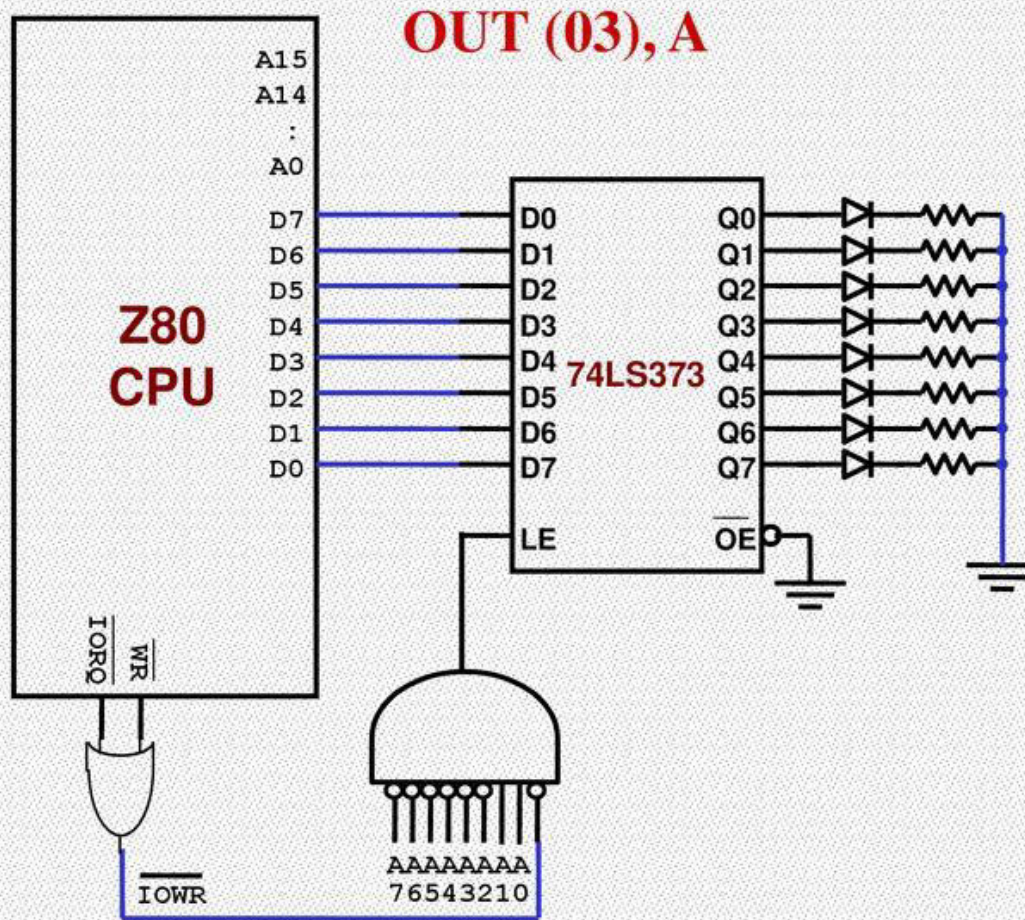 OUT (03), A
A15
A14
:
A0
D7
D6
D5
D4
D3
D2
D1
D0
Z80
CPU
IORQ
WR
IOWR
D0
D1
D2
D3
D4
D5
D6
D7
LE
74LS373
Q0
Q1
Q2
Q3
Q4
Q5
Q6
Q7
OE
AAAAAAAA
76543210